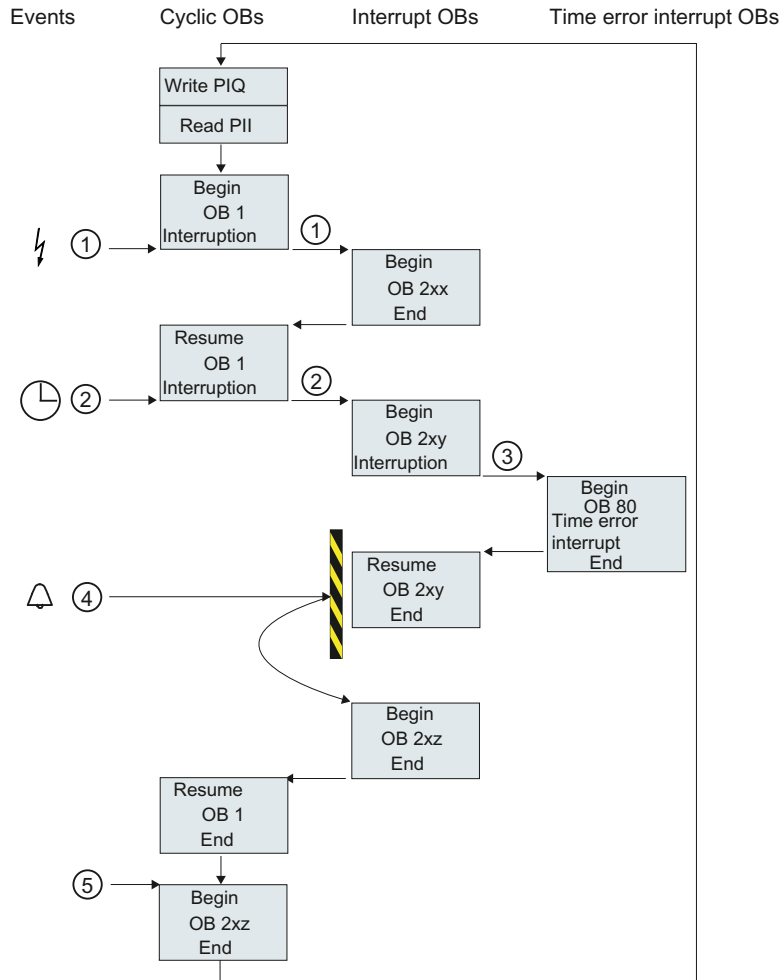 Events Cyclic OBs Interrupt OBs Time error interrupt OBs
Write PIQ
Read PII
Begin
OB 1
Interruption
① ①
Begin
OB 2xx
End
Resume
OB 1
Interruption
② ②
Begin
OB 2xy
Interruption
③
Begin
OB 80
Time error
interrupt
End
Resume
OB 2xy
End
④
Begin
OB 2xz
End
Resume
OB 1
End
⑤
Begin
OB 2xz
End